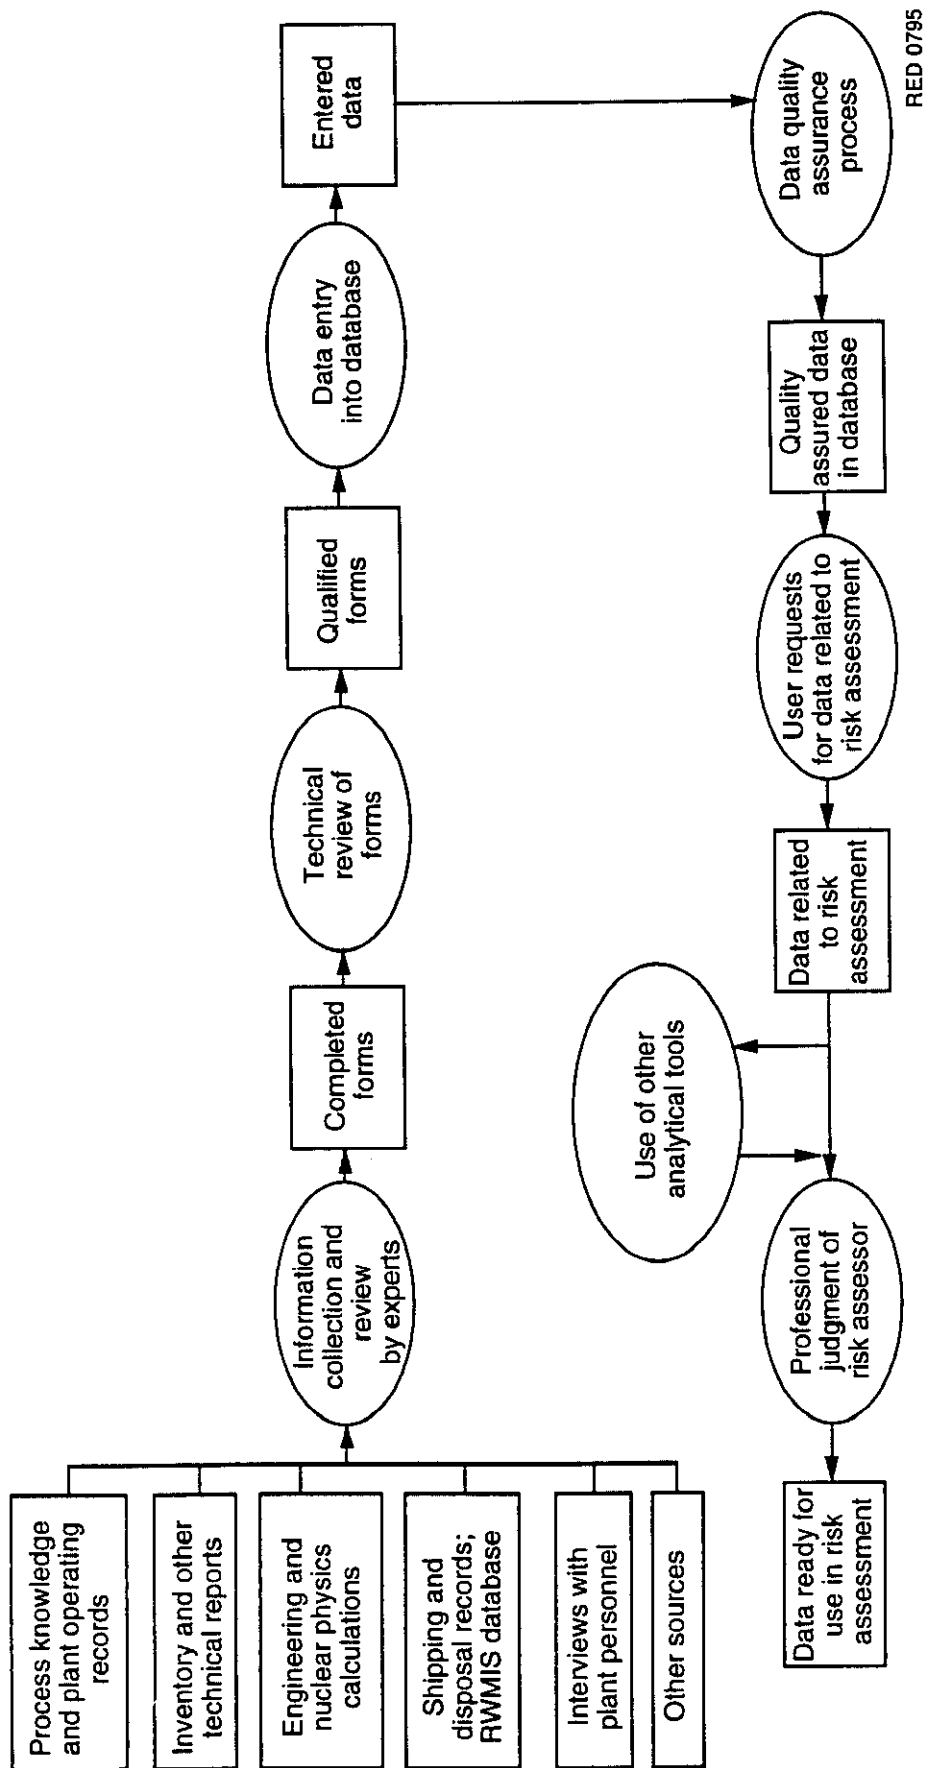 Process knowledge
and plant operating
records
Inventory and other
technical reports
Engineering and
nuclear physics
calculations
Shipping and
disposal records;
RWMIS database
Interviews with
plant personnel
Other sources
Information
collection and
review
by experts
Completed
forms
Technical
review of
forms
Qualified
forms
Data entry
into database
Entered
data
Data quality
assurance
process
Quality
assured data
in database
User requests
for data related to
risk assessment
Data related
to risk
assessment
Use of other
analytical tools
Professional
judgment of
risk assessor
Data ready for
use in risk
assessment
RED 0795